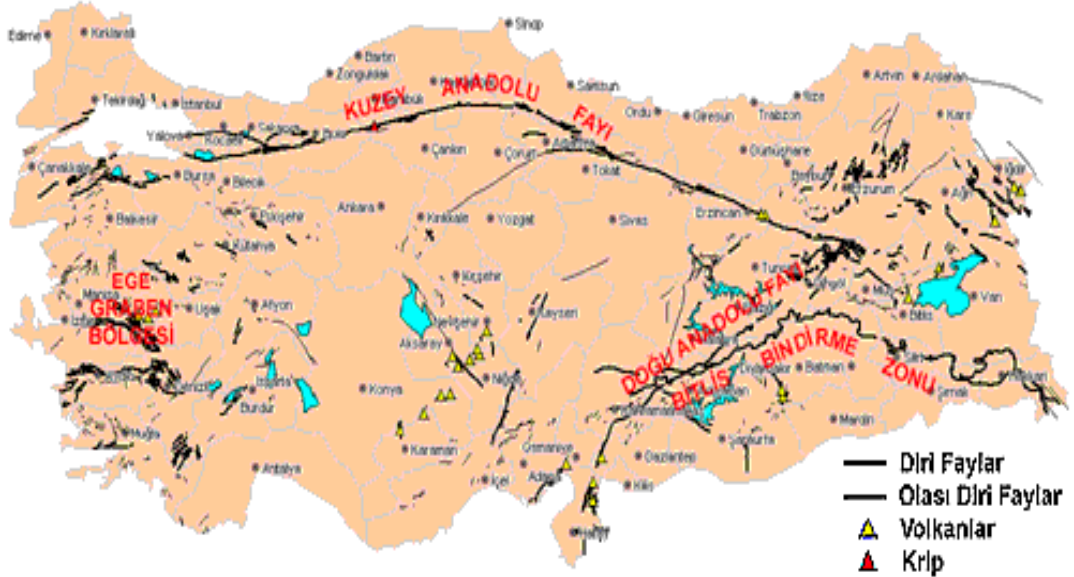 Sinop
Edirne
Kırklareli
Bartın
Zonguldak
Artvin
Ardahan
KUZEY ANADOLU FAYI
Samsun
Rize
Tekirdağ
İstanbul
Ordu
Giresun
Trabzon
Kars
Yalova
Kocaeli
Sakarya
Çankırı
Çorum
Amasya
Gümüşhane
Bayburt
Erzurum
Iğdır
Çanakkale
Bursa
Bilecik
Tokat
Ağrı
Balıkesir
Eskişehir
Ankara
Kırıkkale
Yozgat
Sivas
Erzincan
Kütahya
Kırşehir
EGE
GRABEN
BÖLGESİ
Manisa
Uşak
Afyon
Nevşehir
Kayseri
Van
Bitlis
Aksaray
DOĞU ANADOLU FAYI
BİTLİS BİNDİRME ZONU
Siirt
Hakkari
Batman
Şırnak
Niğde
Konya
Isparta
Burdur
Mardin
Muğla
Karaman
Osmaniye
Gaziantep
Şanlıurfa
Antalya
İçel
Adana
Kilis
Hatay
Diri Faylar
Olası Diri Faylar
Volkanlar
Krip